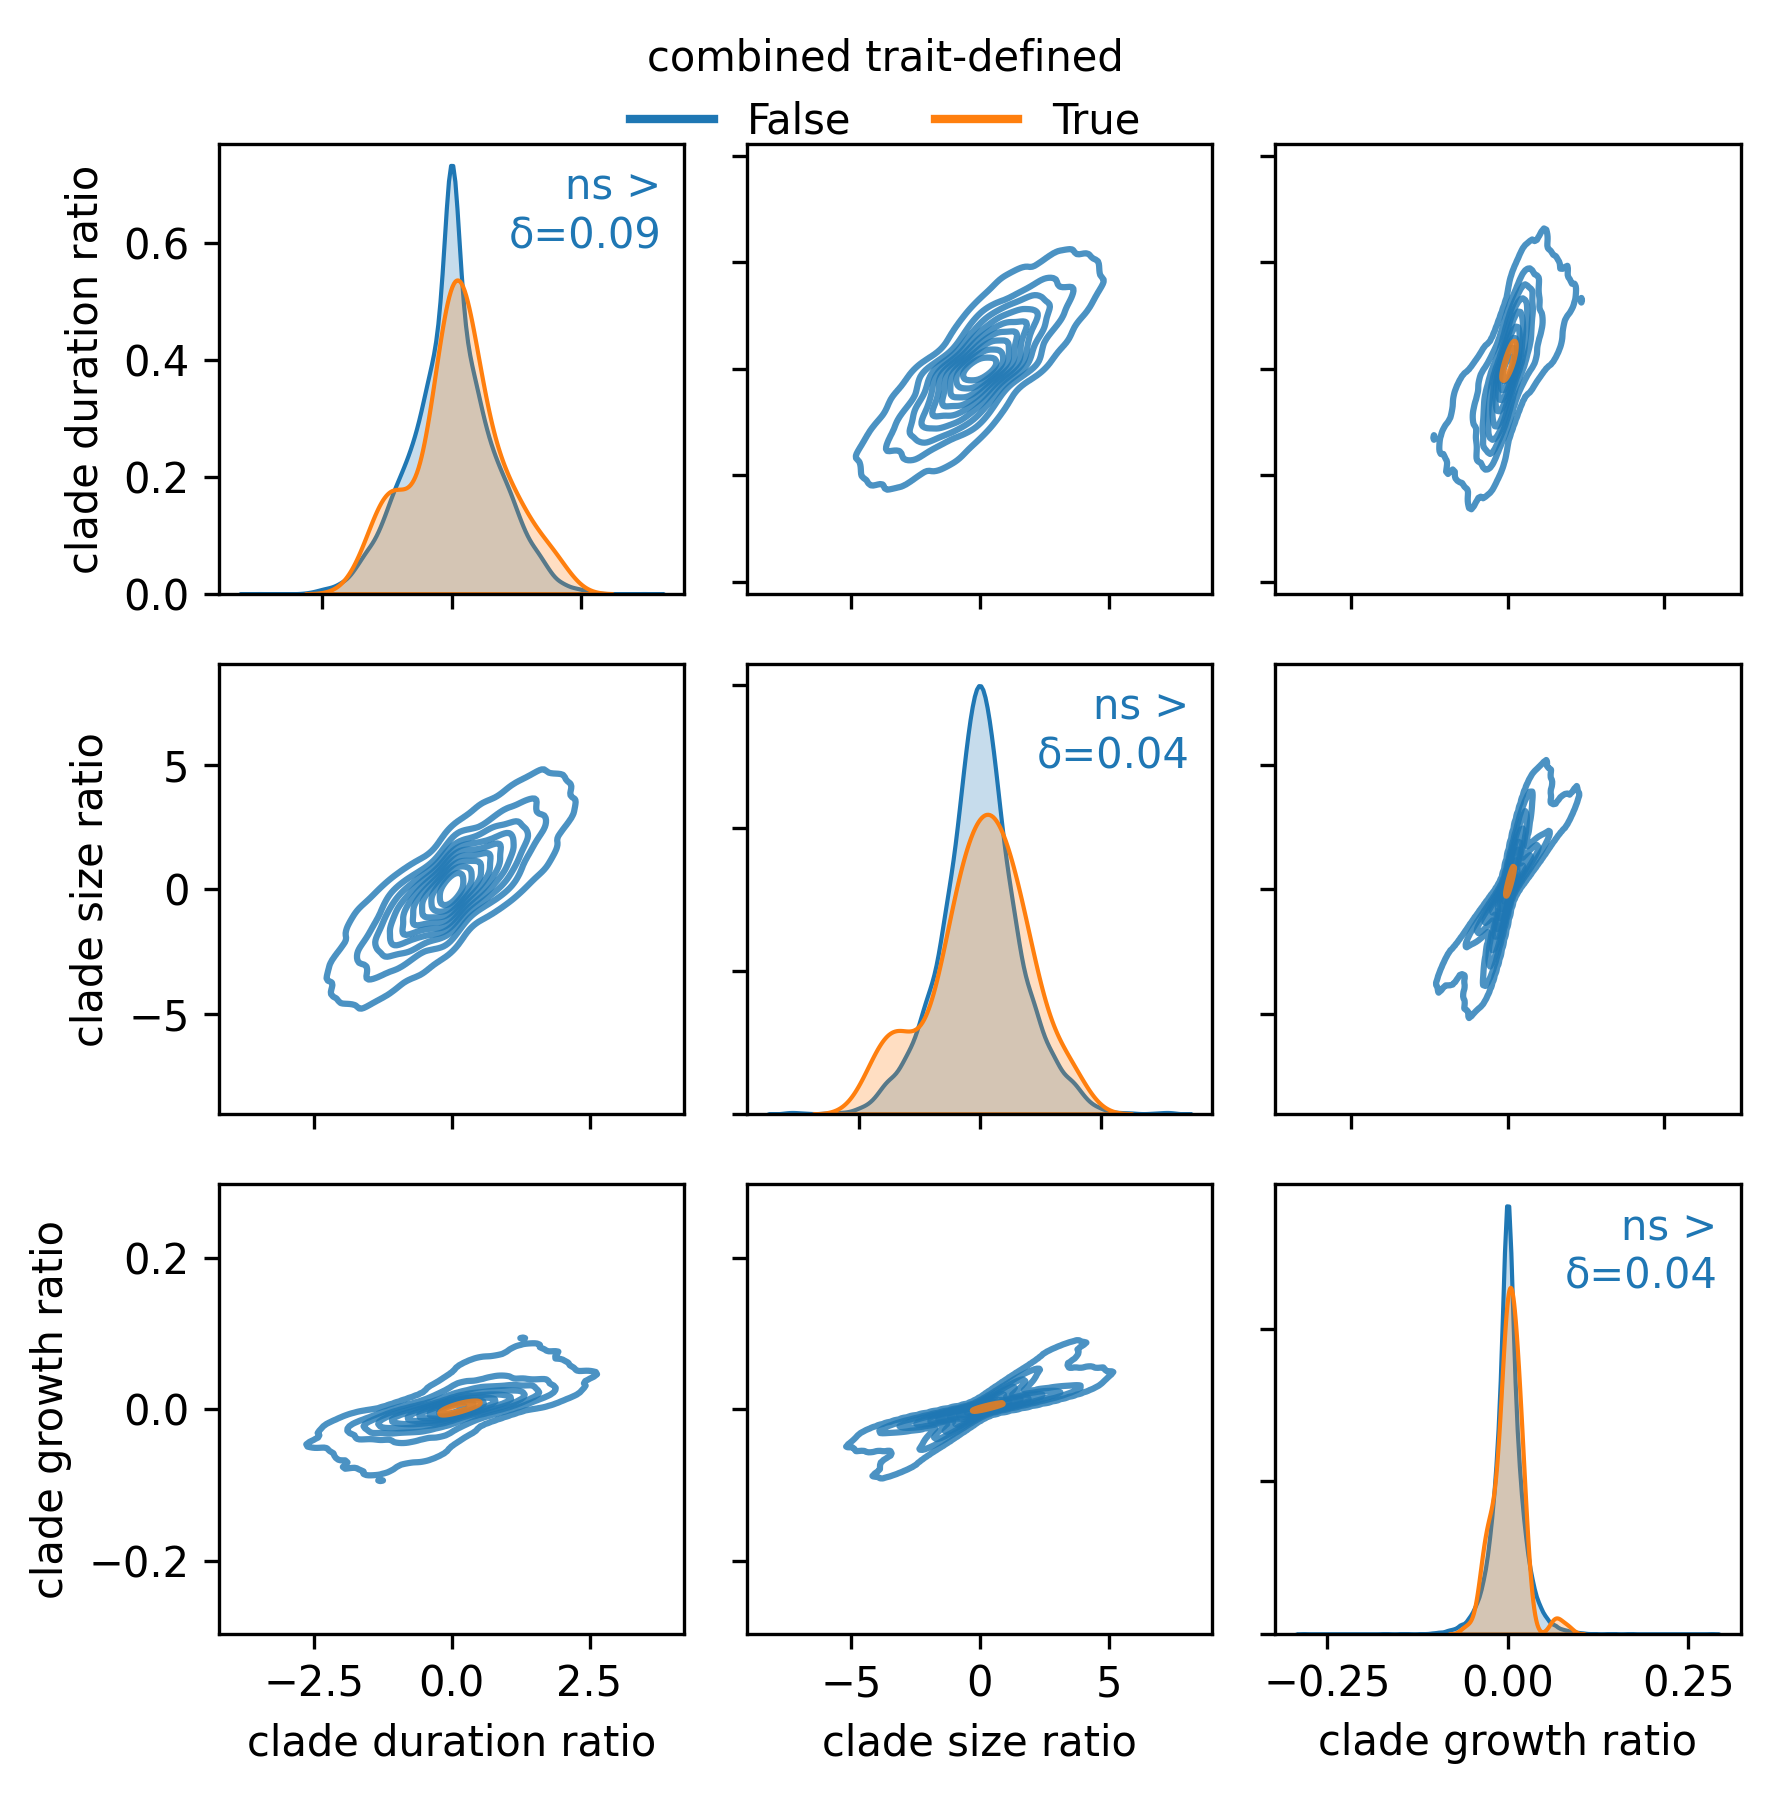 combined trait-defined
False True
clade duration ratio
0.6
0.4
0.2
0.0
ns >
δ=0.09
clade size ratio
5
0
−5
ns >
δ=0.04
clade growth ratio
0.2
0.0
−0.2
ns >
δ=0.04
−2.5 0.0 2.5
−5 0 5
−0.25 0.00 0.25
clade duration ratio
clade size ratio
clade growth ratio